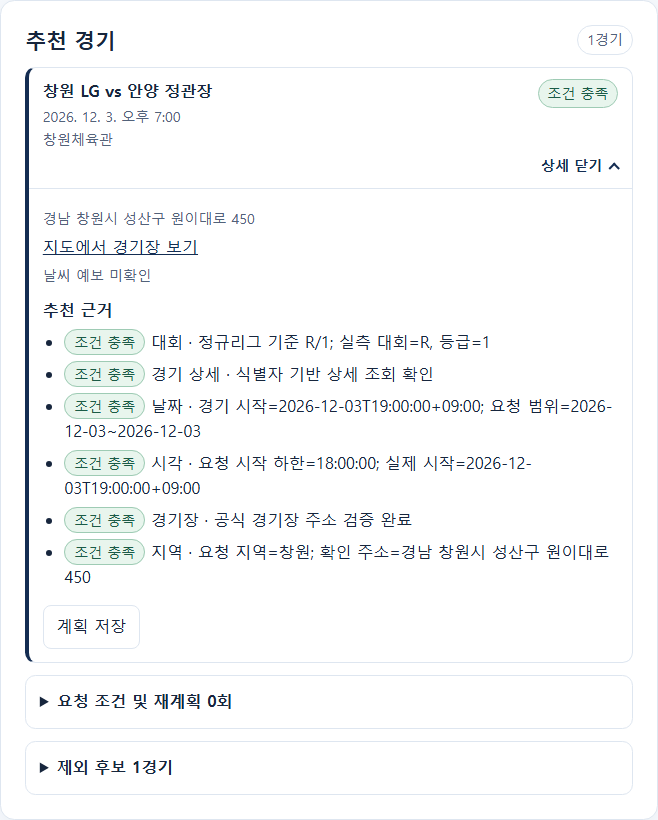 추천 경기
1경기
창원 LG vs 안양 정관장
조건 충족
2026. 12. 3. 오후 7:00
창원체육관
상세 닫기
경남 창원시 성산구 원이대로 450
지도에서 경기장 보기
날씨 예보 미확인
추천 근거
조건 충족 대회 · 정규리그 기준 R/1; 실측 대회=R, 등급=1
조건 충족 경기 상세 · 식별자 기반 상세 조회 확인
조건 충족 날짜 · 경기 시작=2026-12-03T19:00:00+09:00; 요청 범위=2026-
12-03~2026-12-03
조건 충족 시각 · 요청 시작 하한=18:00:00; 실제 시작=2026-12-
03T19:00:00+09:00
조건 충족 경기장 · 공식 경기장 주소 검증 완료
조건 충족 지역 · 요청 지역=창원; 확인 주소=경남 창원시 성산구 원이대로
450
계획 저장
요청 조건 및 재계획 0회
제외 후보 1경기